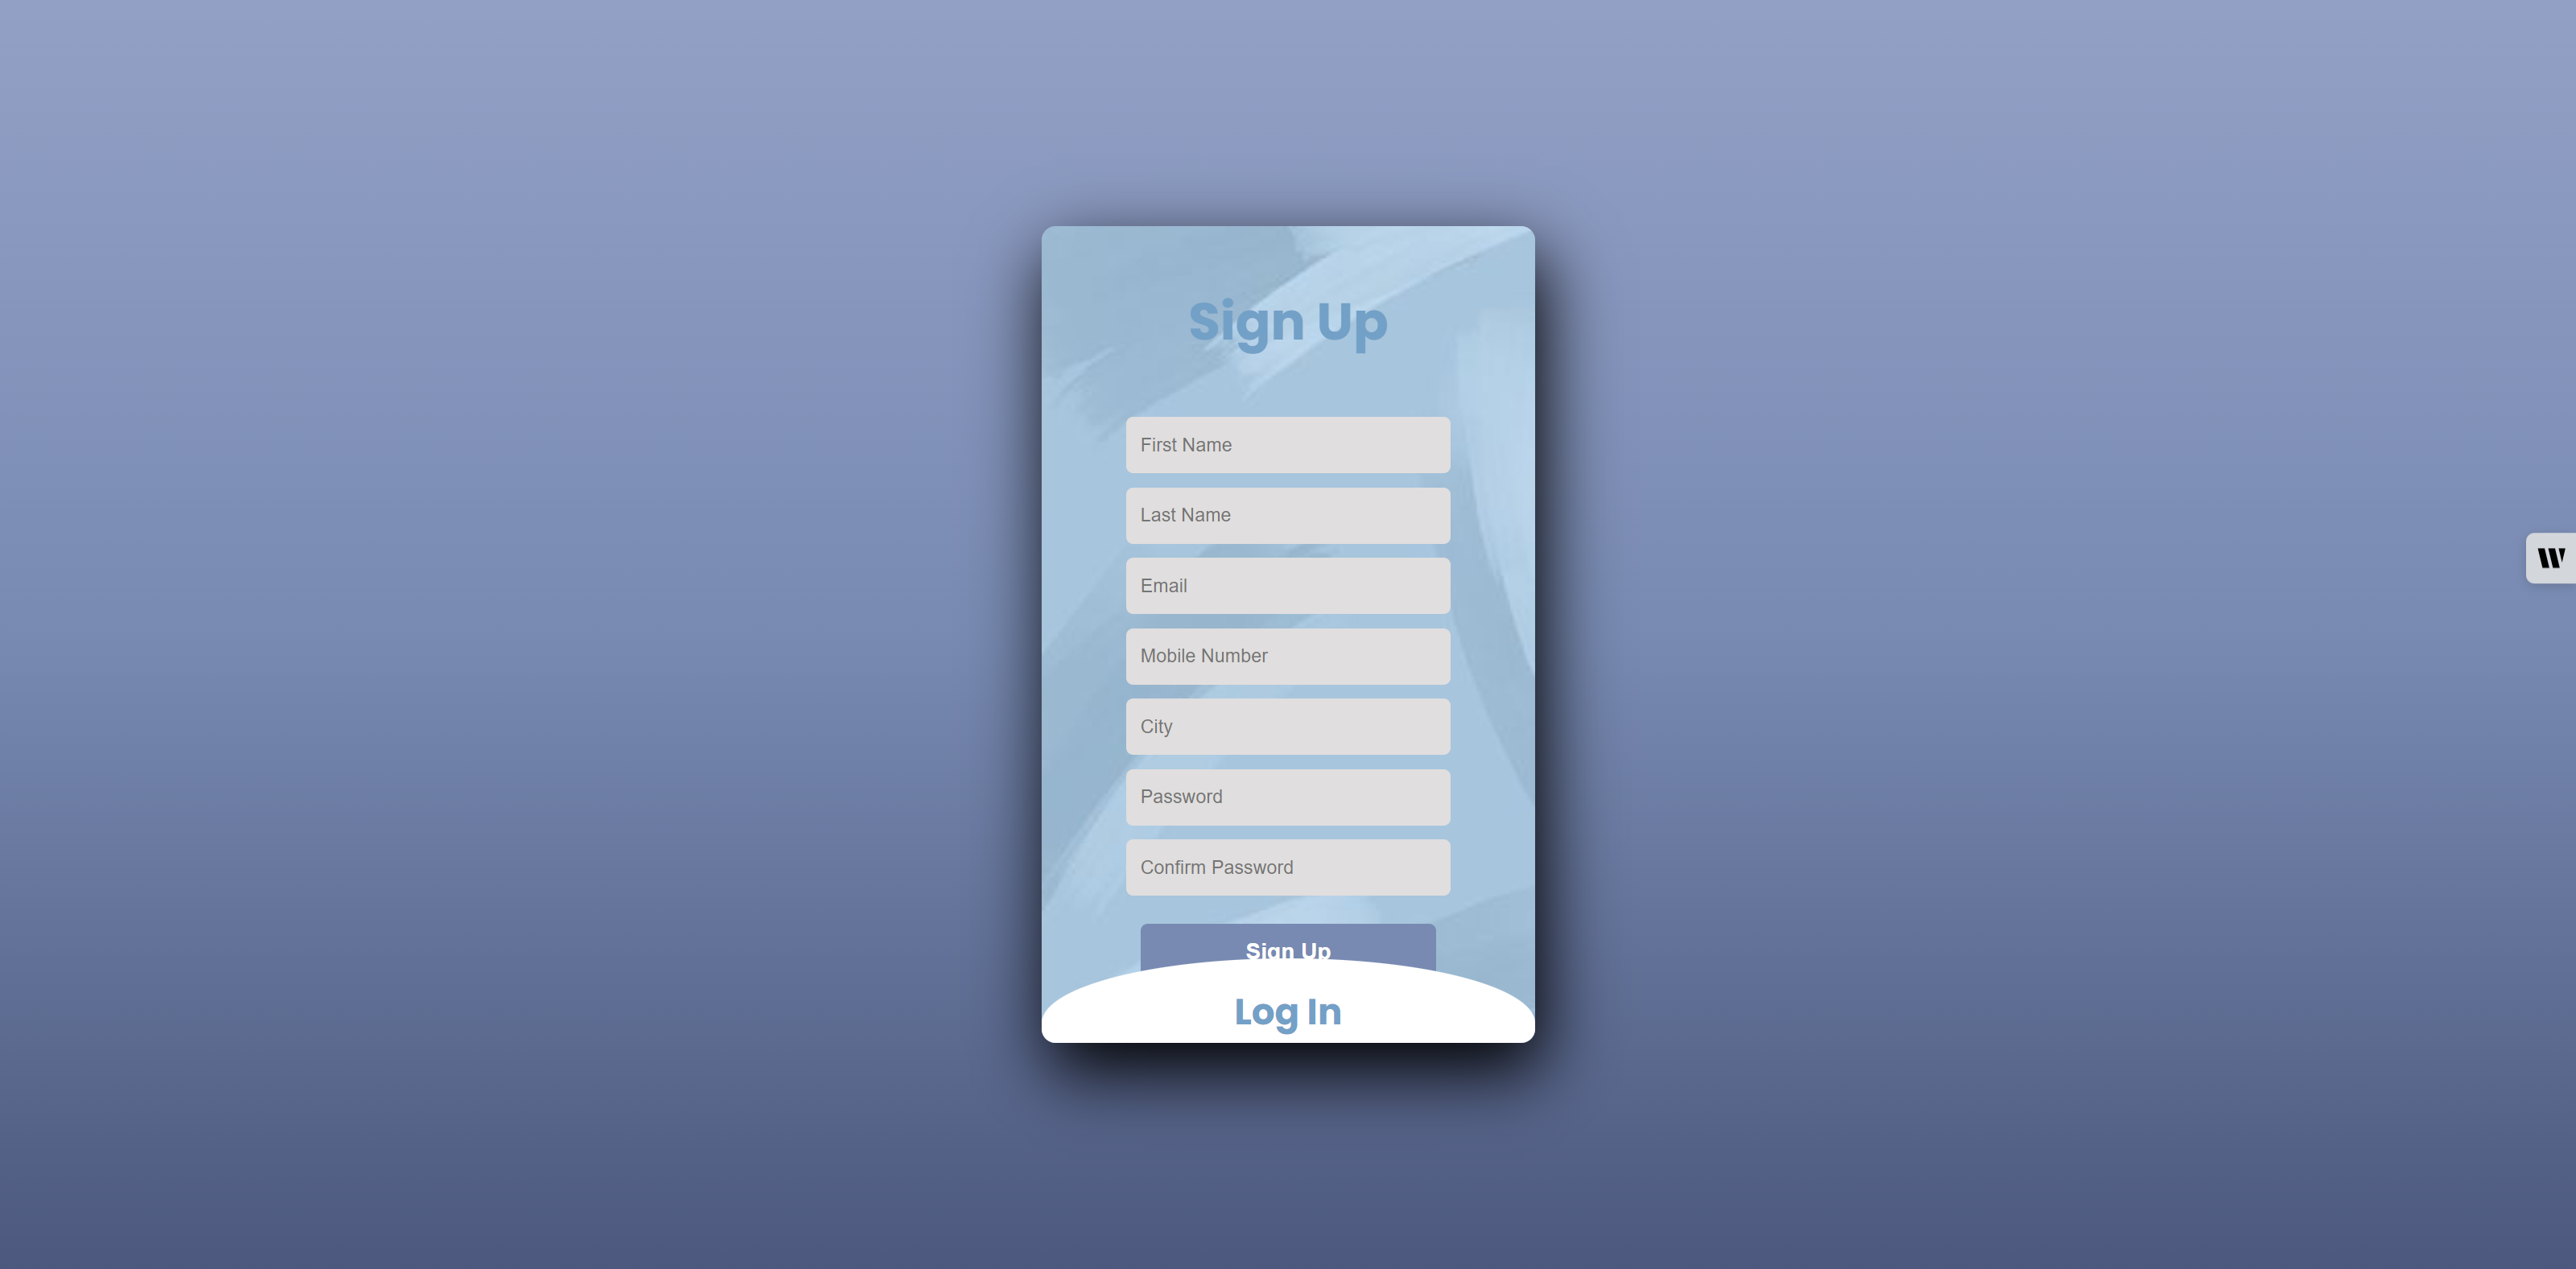 Sign Up
First Name
Last Name
Email
Mobile Number
City
Password
Confirm Password
Sign Up
Log In
W